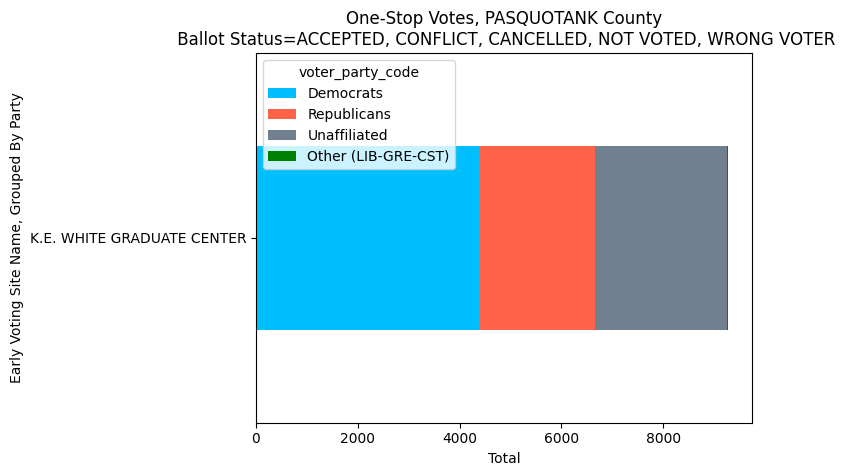 One-Stop Votes, PASQUOTANK County
Ballot Status=ACCEPTED, CONFLICT, CANCELLED, NOT VOTED, WRONG VOTER
voter_party_code
Democrats
Republicans
Unaffiliated
Other (LIB-GRE-CST)
Early Voting Site Name, Grouped By Party
K.E. WHITE GRADUATE CENTER
0 2000 4000 6000 8000
Total